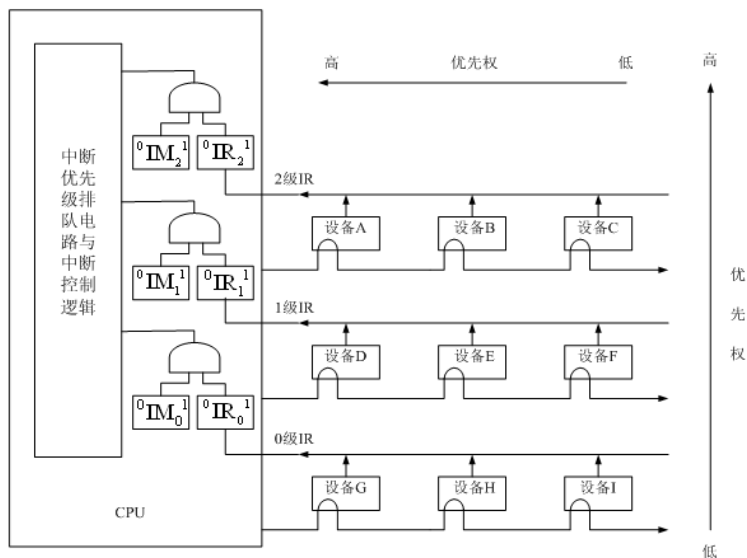 高
优先权
低
高
中断
优先
级排
队电
路与
中断
控制
逻辑
0IM21
0IR21
2级IR
设备A
设备B
设备C
0IM11
0IR11
1级IR
设备D
设备E
设备F
优
先
权
0IM01
0IR01
0级IR
设备G
设备H
设备I
CPU
低